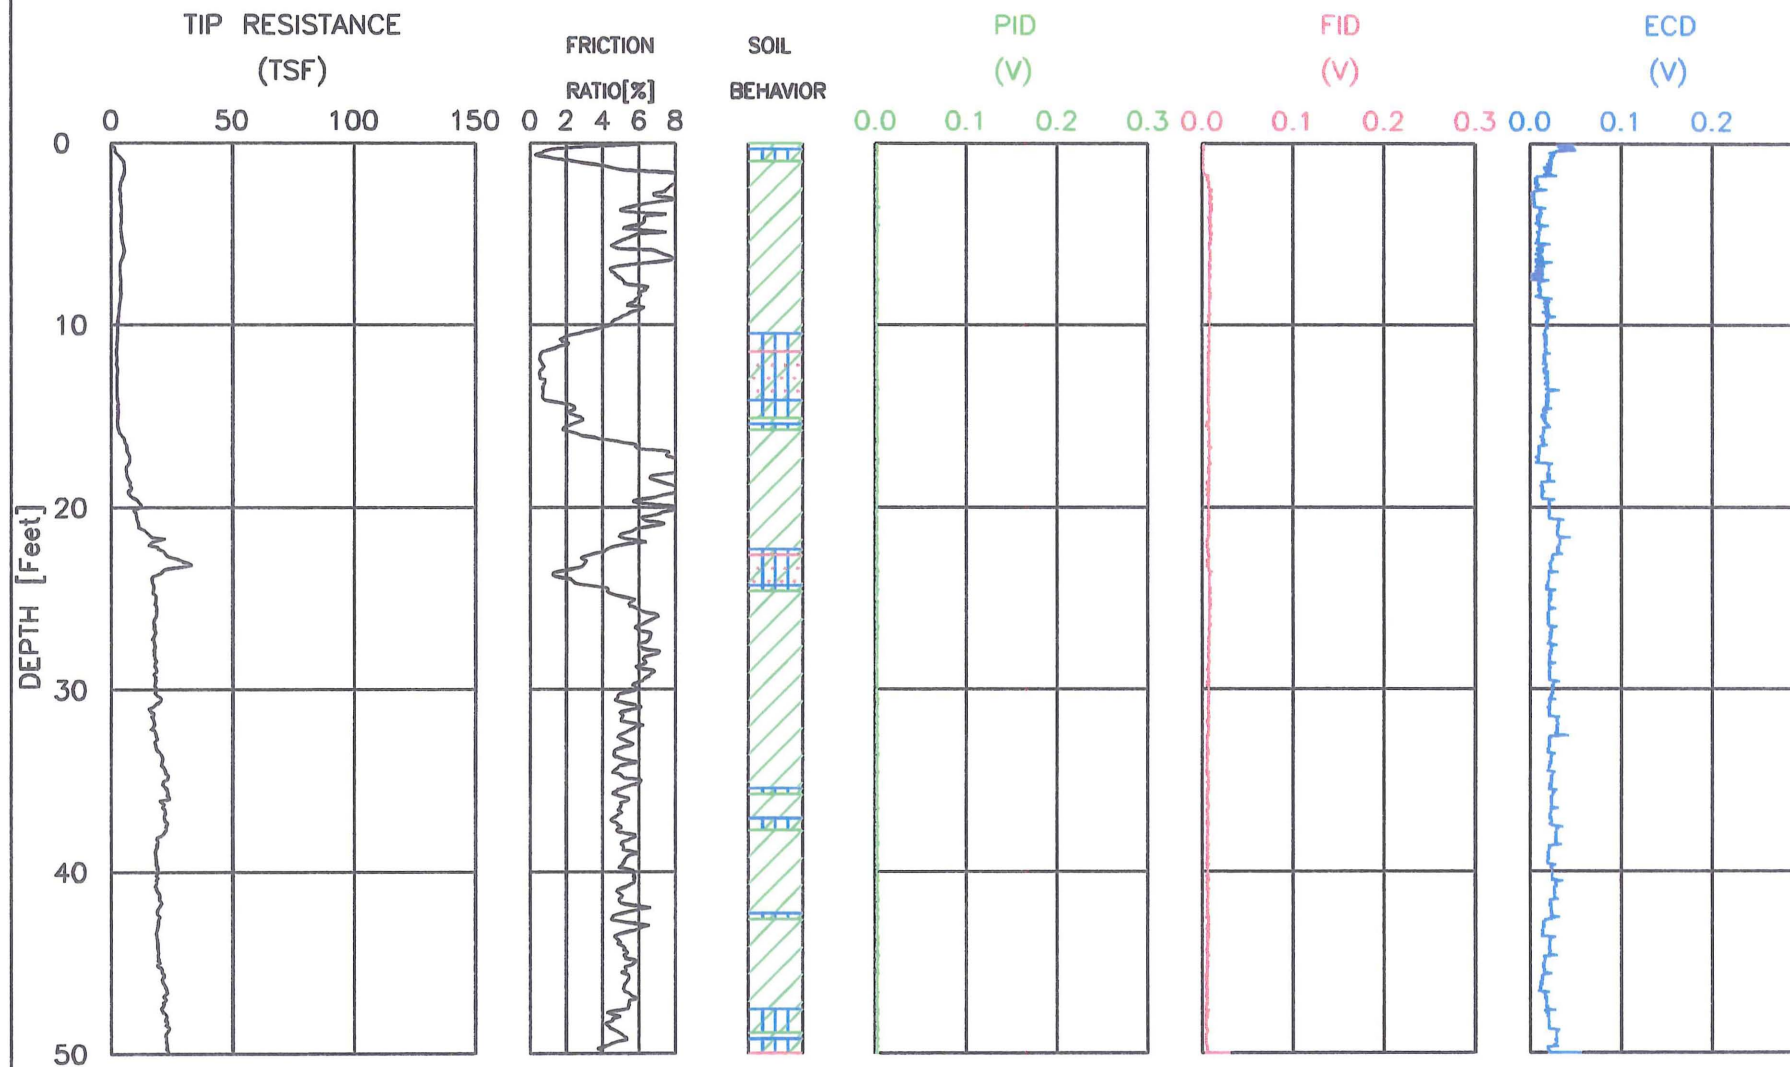 TIP RESISTANCE
(TSF)
FRICTION
RATIO[%]
SOIL
BEHAVIOR
PID
(V)
FID
(V)
ECD
(V)
0 50 100 150
0 2 4 6 8
0.0 0.1 0.2 0.3
0.0 0.1 0.2 0.3
0.0 0.1 0.2
DEPTH [Feet]
0
10
20
30
40
50